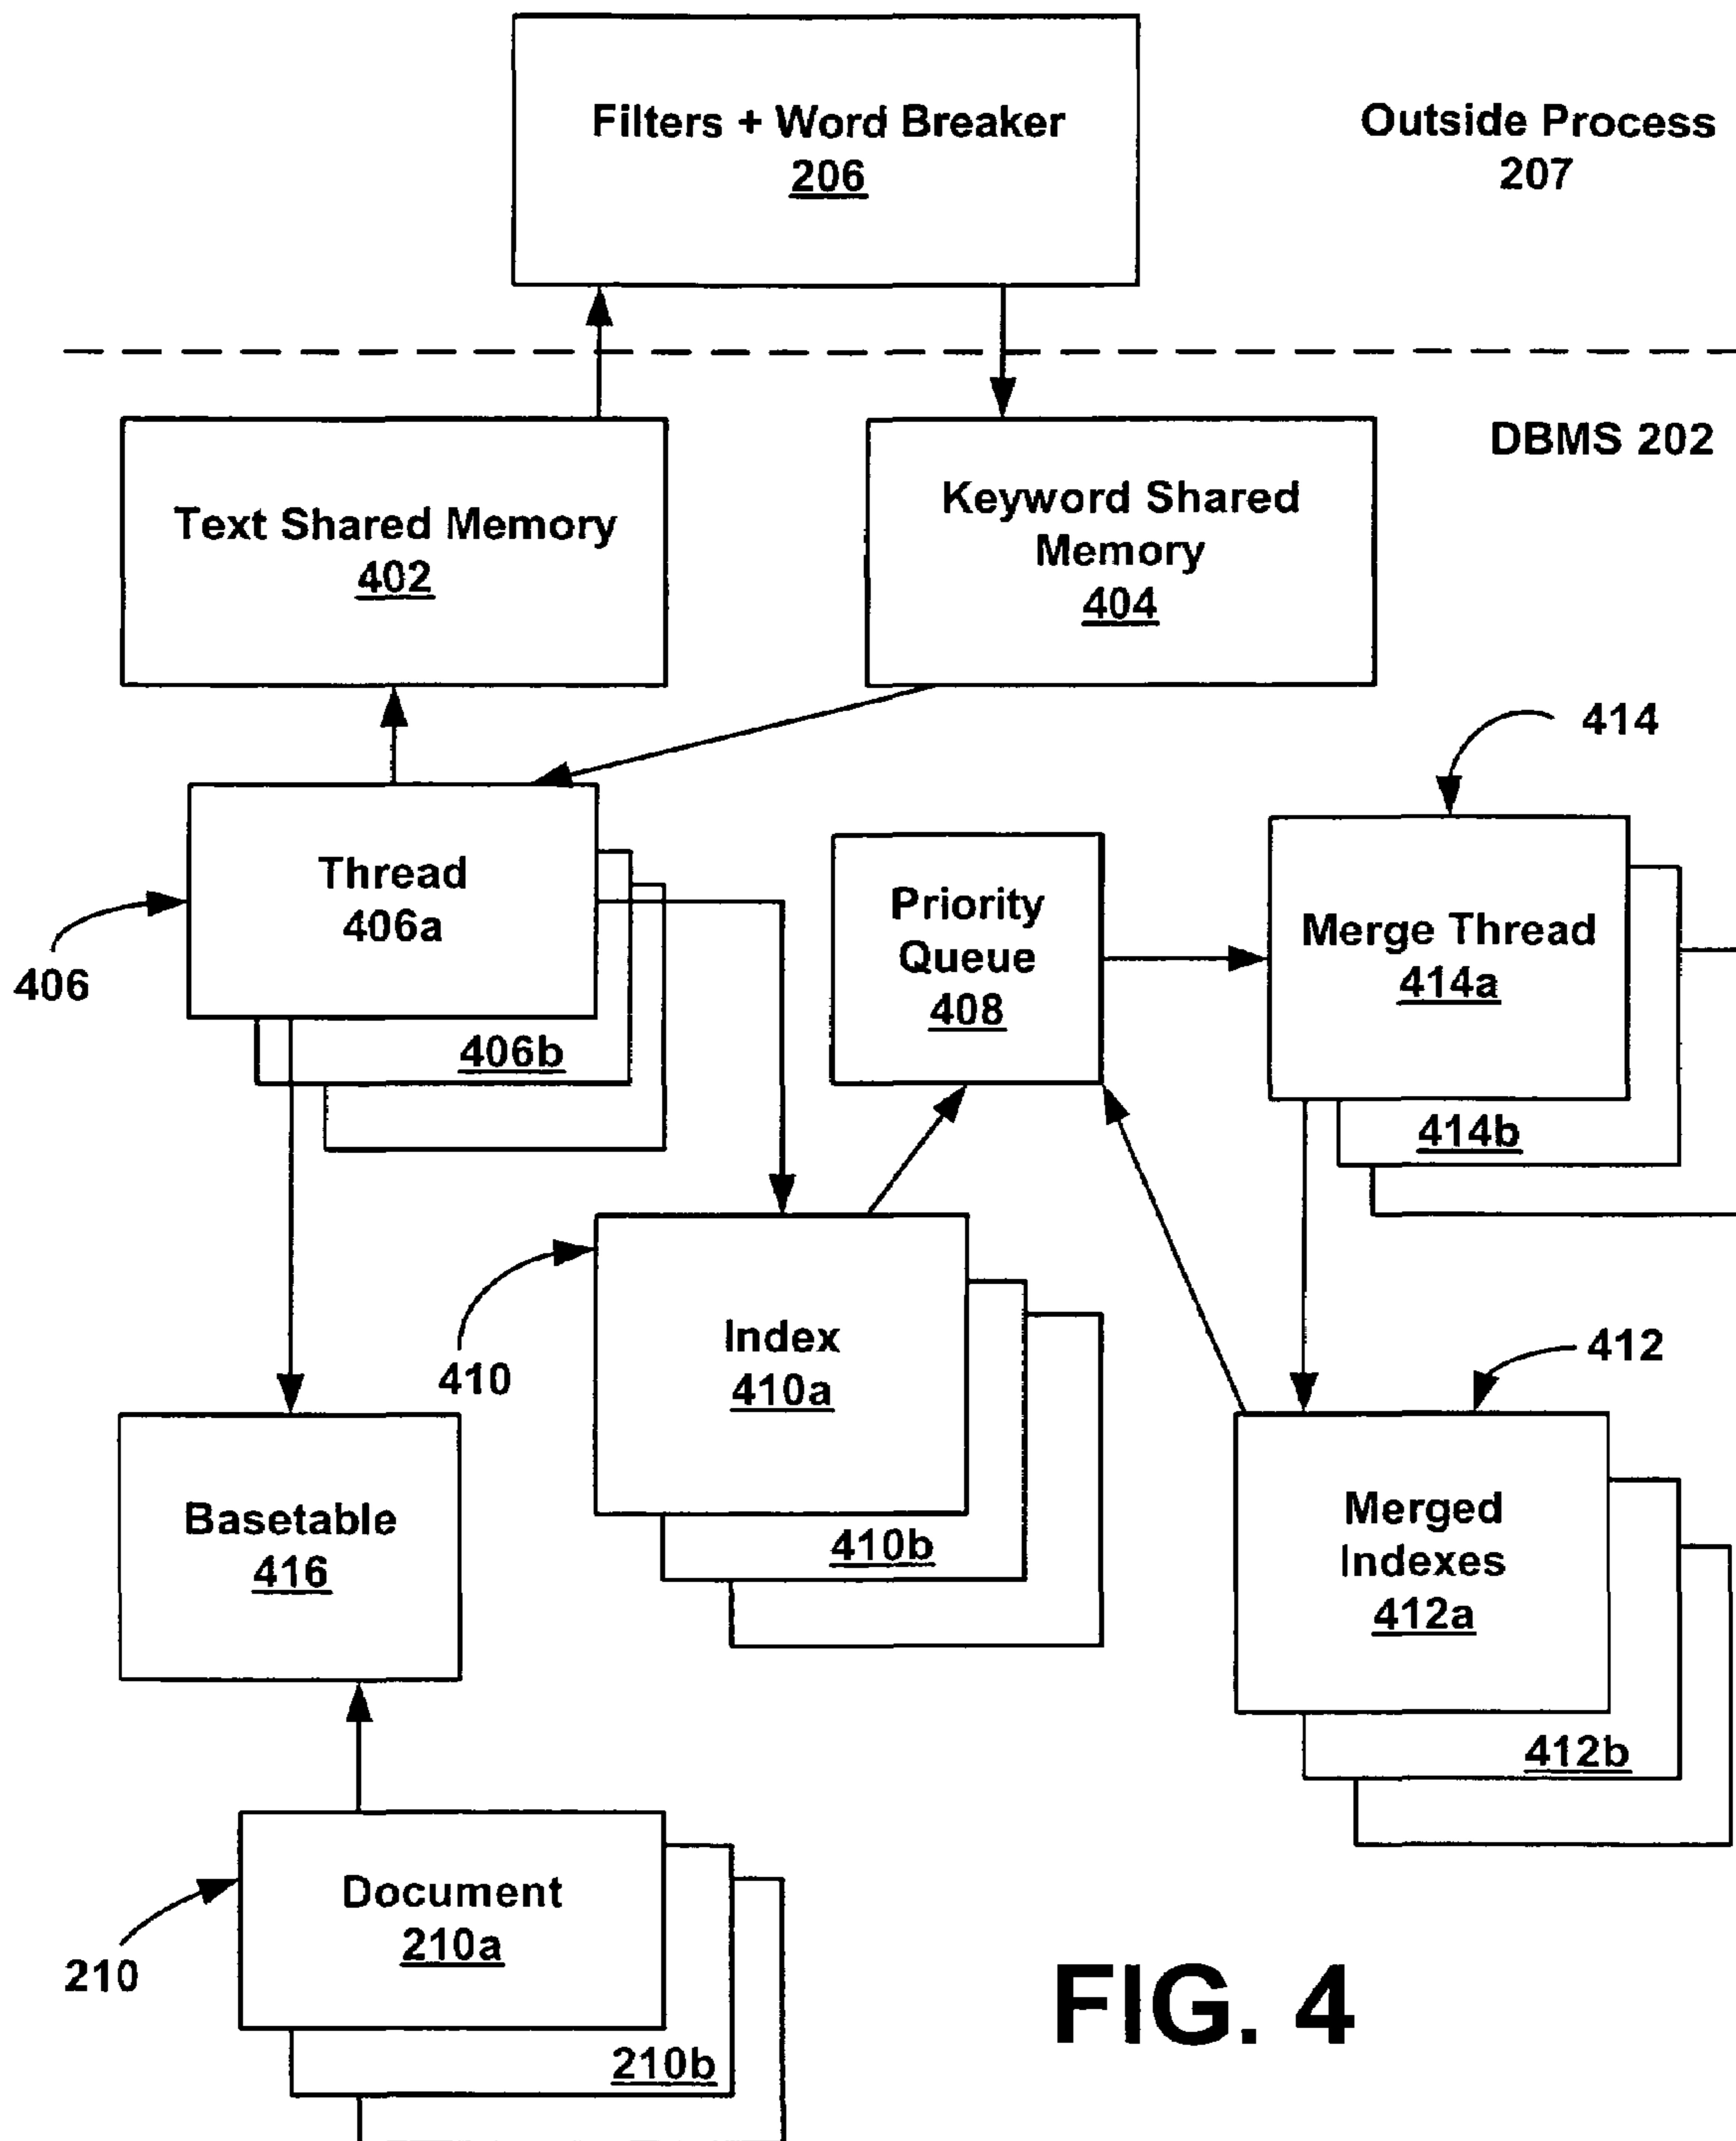 Filters + Word Breaker
206
Outside Process
207
DBMS 202
Text Shared Memory
402
Keyword Shared
Memory
404
414
Thread
406a
406
406b
Priority
Queue
408
Merge Thread
414a
414b
410
Index
410a
410b
412
Merged
Indexes
412a
412b
Basetable
416
Document
210a
210
210b
FIG. 4